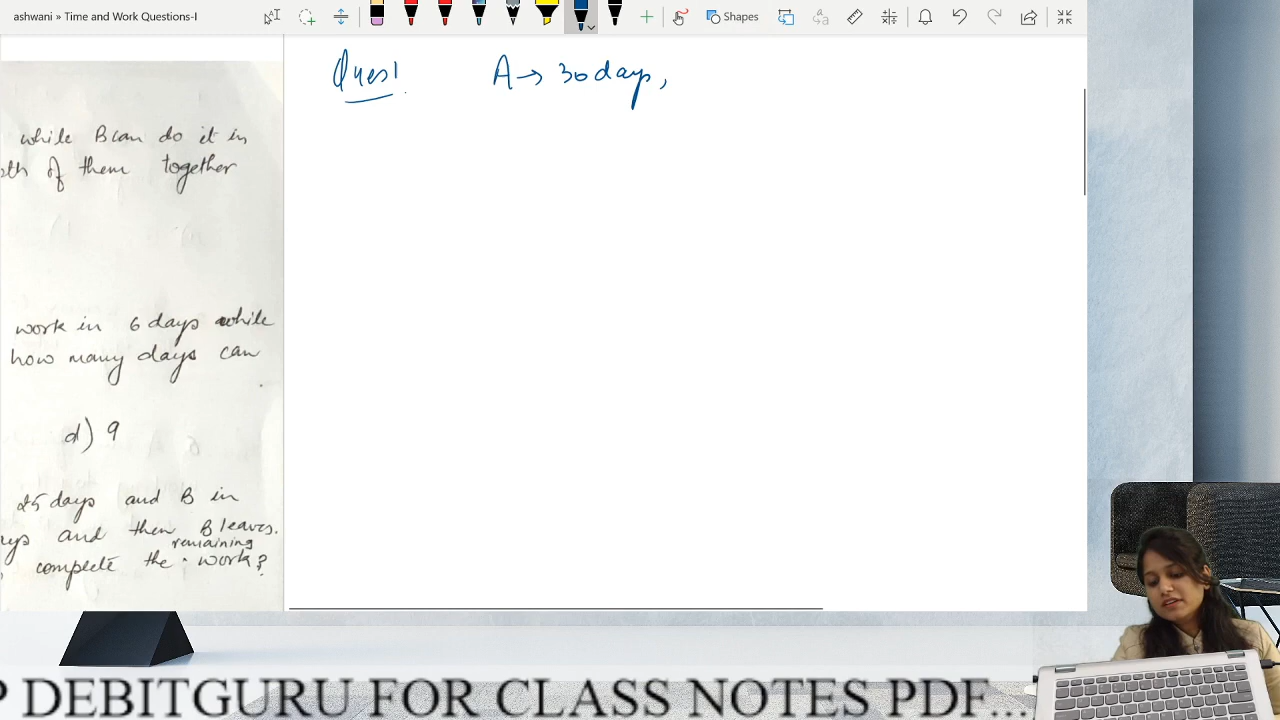 ashwani » Time and Work Questions-I
Shapes
Ques1 A→ 30 days,
while B can do it in
oth of them together
work in 6 days while
how many days can
d) 9
25 days and B in
ys and then B leaves.
remaining
complete the work?
P DEBITGURU FOR CLASS NOTES PDF...